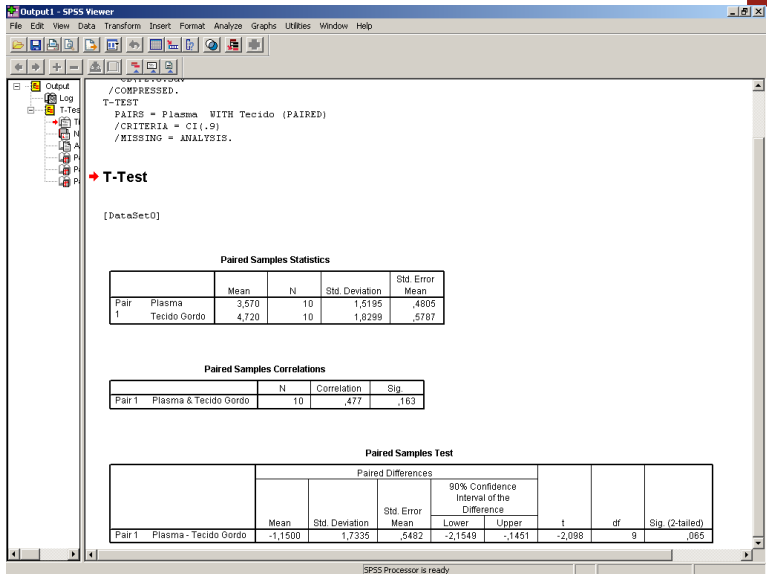 Output1 - SPSS Viewer
File Edit View Data Transform Insert Format Analyze Graphs Utilities Window Help
Output
Log
T-Tes
Ti
N
A
P
P
P
/COMPRESSED.
T-TEST
PAIRS = Plasma WITH Tecido (PAIRED)
/CRITERIA = CI(.9)
/MISSING = ANALYSIS.
T-Test
[DataSet0]
Paired Samples Statistics
Mean N Std. Deviation Std. Error Mean
Pair 1 Plasma 3,570 10 1,5195 ,4805
Tecido Gordo 4,720 10 1,8299 ,5787
Paired Samples Correlations
N Correlation Sig.
Pair 1 Plasma & Tecido Gordo 10 ,477 ,163
Paired Samples Test
Paired Differences
90% Confidence Interval of the Difference
Mean Std. Deviation Std. Error Mean Lower Upper t df Sig. (2-tailed)
Pair 1 Plasma - Tecido Gordo -1,1500 1,7335 ,5482 -2,1549 -,1451 -2,098 9 ,065
SPSS Processor is ready